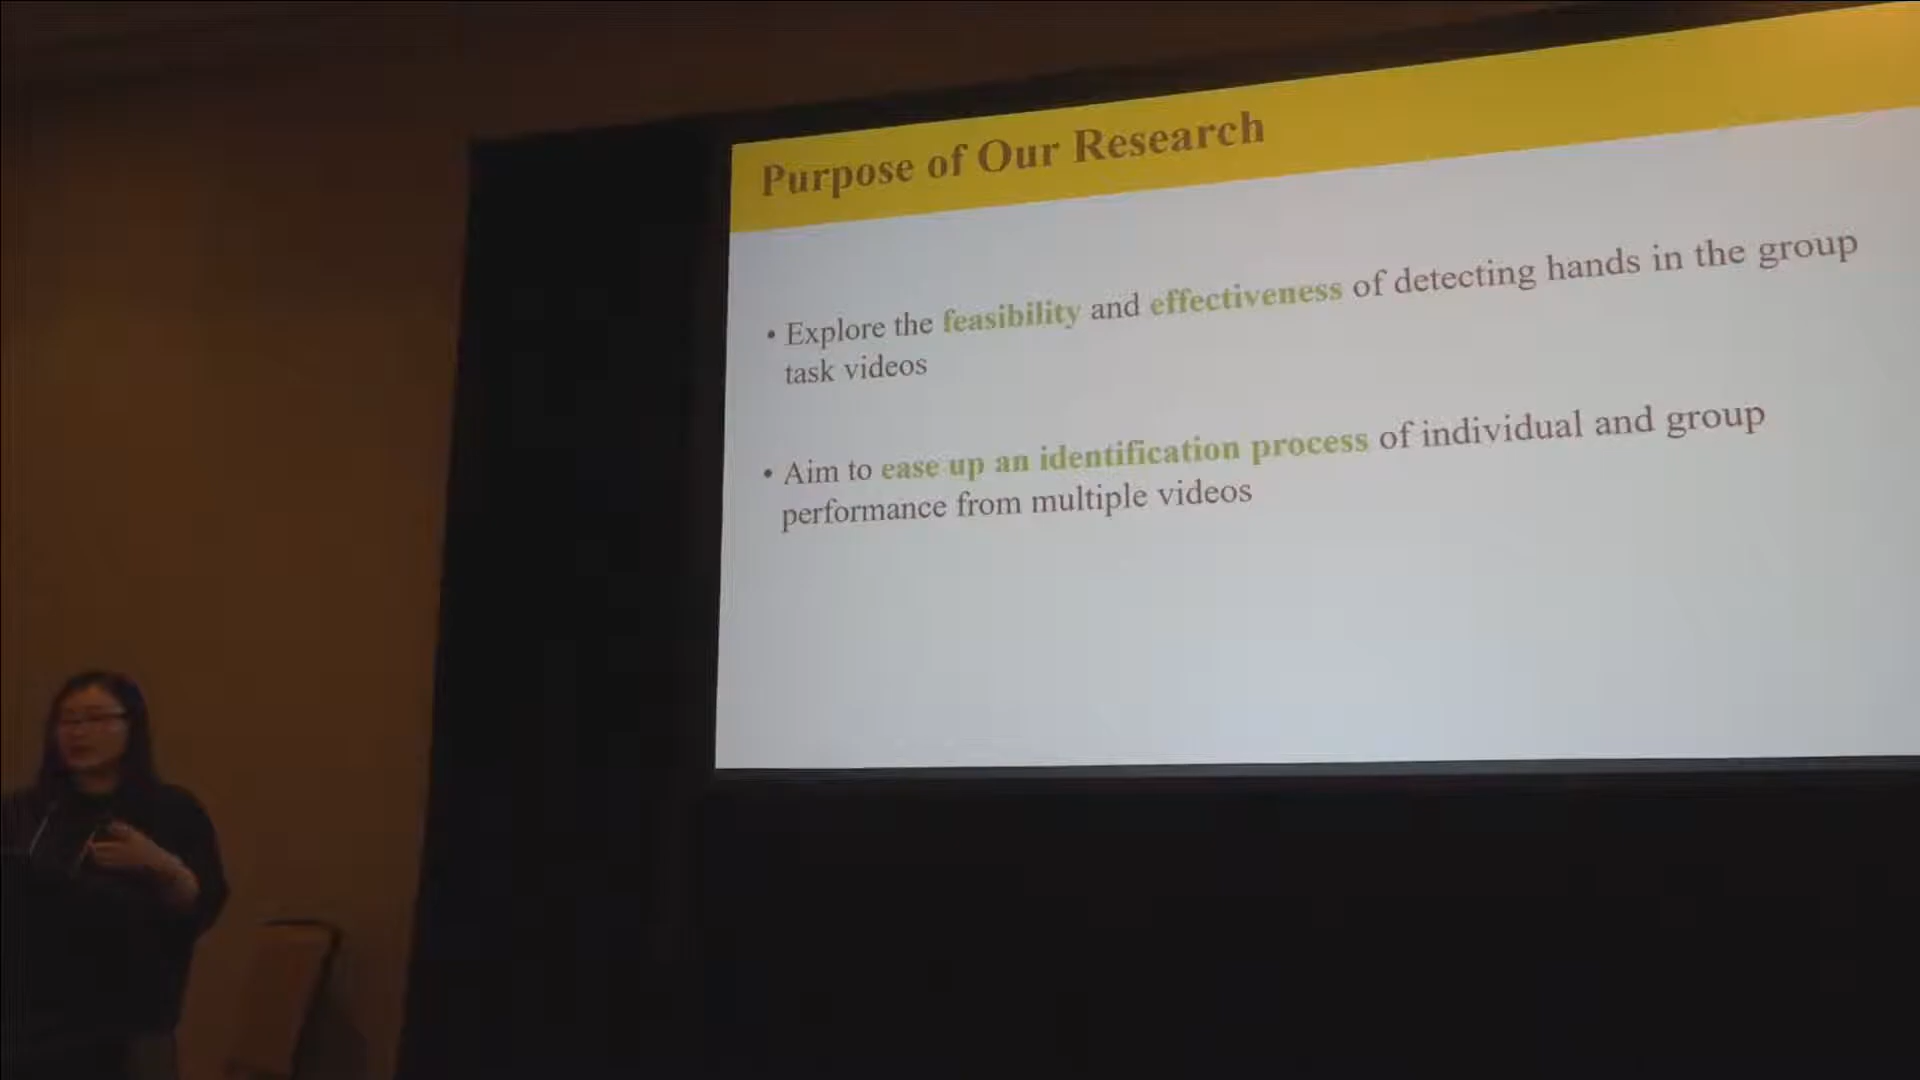 Purpose of Our Research
• Explore the feasibility and effectiveness of detecting hands in the group
task videos
• Aim to ease up an identification process of individual and group
performance from multiple videos